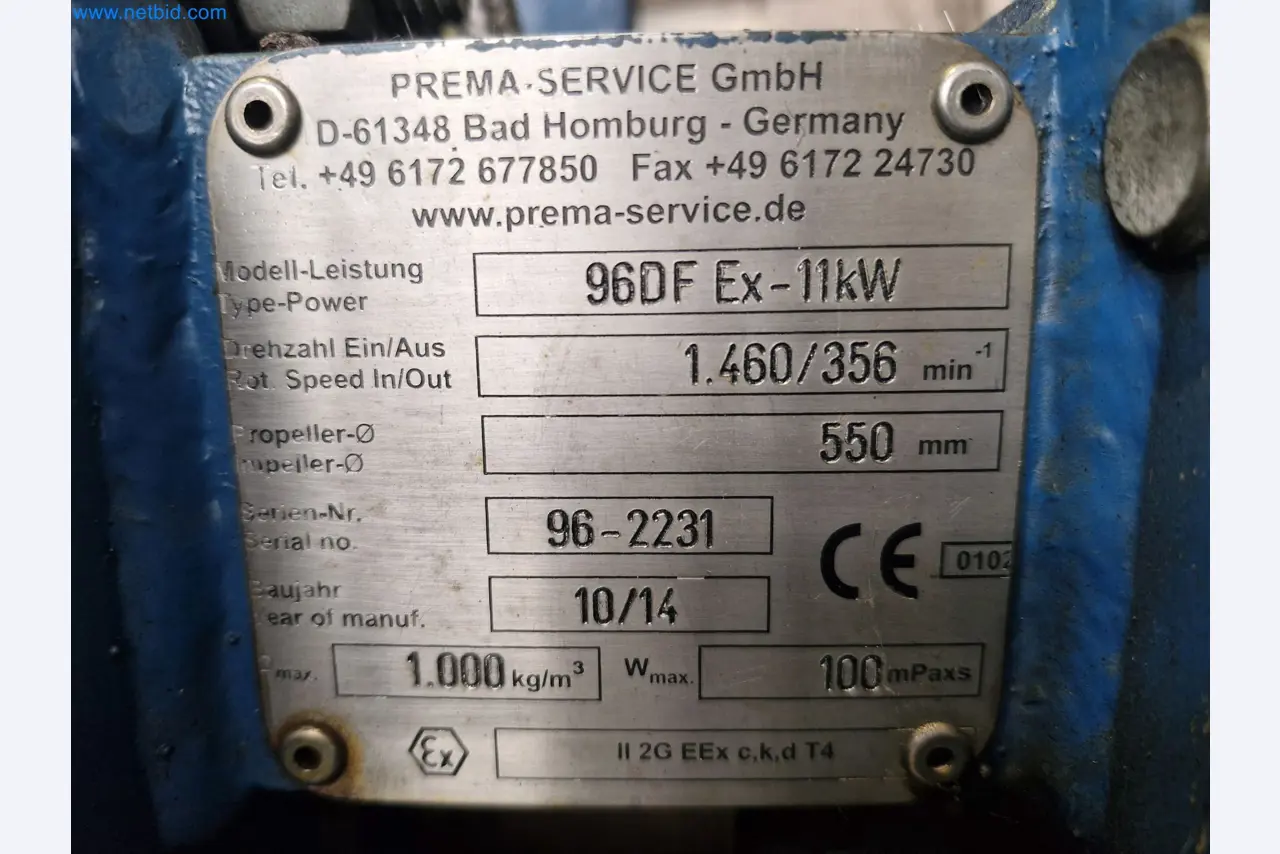 www.netbid.com
PREMA-SERVICE GmbH
D-61348 Bad Homburg - Germany
Tel. +49 6172 677850 Fax +49 6172 24730
www.prema-service.de
Modell-Leistung
Type-Power
96DF Ex-11kW
Drehzahl Ein/Aus
Rot. Speed In/Out
1.460/356 min⁻¹
Propeller-Ø
Impeller-Ø
550 mm
Serien-Nr.
Serial no.
96-2231
CE 0102
Baujahr
Year of manuf.
10/14
max. 1.000 kg/m³ Wmax. 100 mPaxs
Ex II 2G EEx c,k,d T4